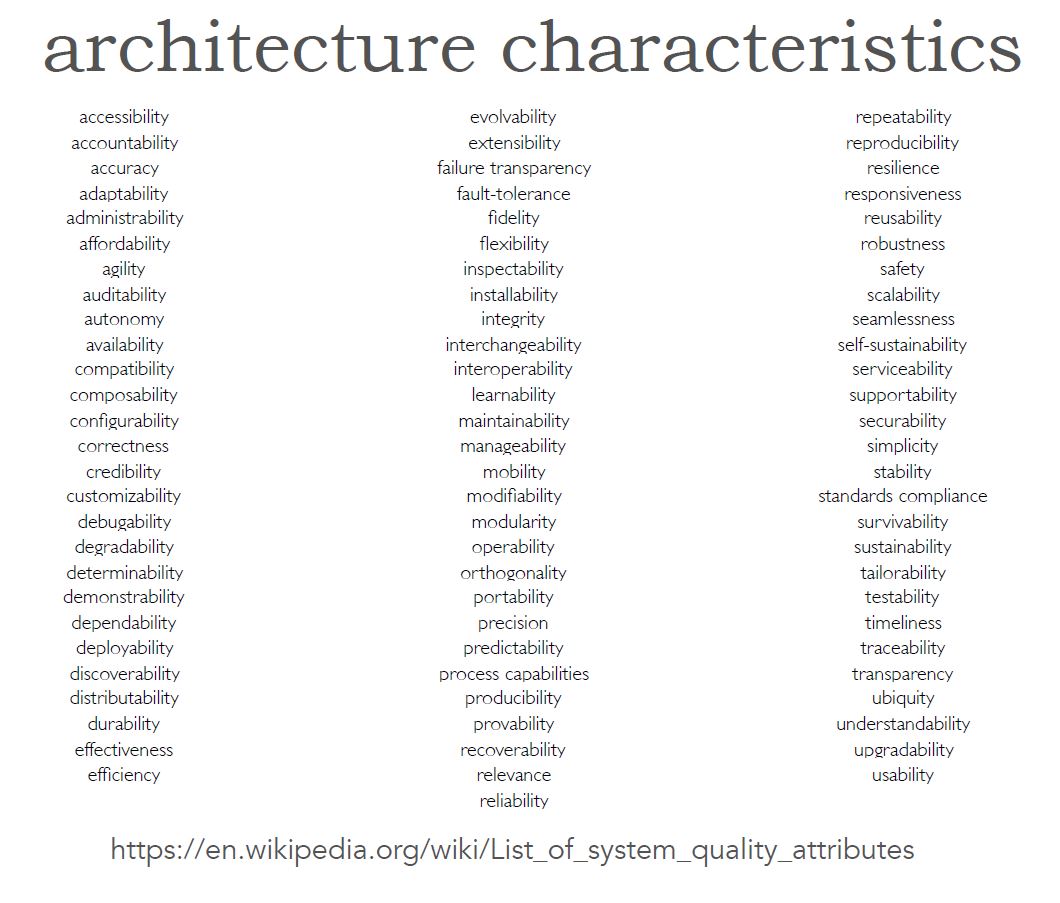 architecture characteristics
accessibility
accountability
accuracy
adaptability
administrability
affordability
agility
auditability
autonomy
availability
compatibility
composability
configurability
correctness
credibility
customizability
debugability
degradability
determinability
demonstrability
dependability
deployability
discoverability
distributability
durability
effectiveness
efficiency
evolvability
extensibility
failure transparency
fault-tolerance
fidelity
flexibility
inspectability
installability
integrity
interchangeability
interoperability
learnability
maintainability
manageability
mobility
modifiability
modularity
operability
orthogonality
portability
precision
predictability
process capabilities
producibility
provability
recoverability
relevance
reliability
repeatability
reproducibility
resilience
responsiveness
reusability
robustness
safety
scalability
seamlessness
self-sustainability
serviceability
supportability
securability
simplicity
stability
standards compliance
survivability
sustainability
tailorability
testability
timeliness
traceability
transparency
ubiquity
understandability
upgradability
usability
https://en.wikipedia.org/wiki/List_of_system_quality_attributes